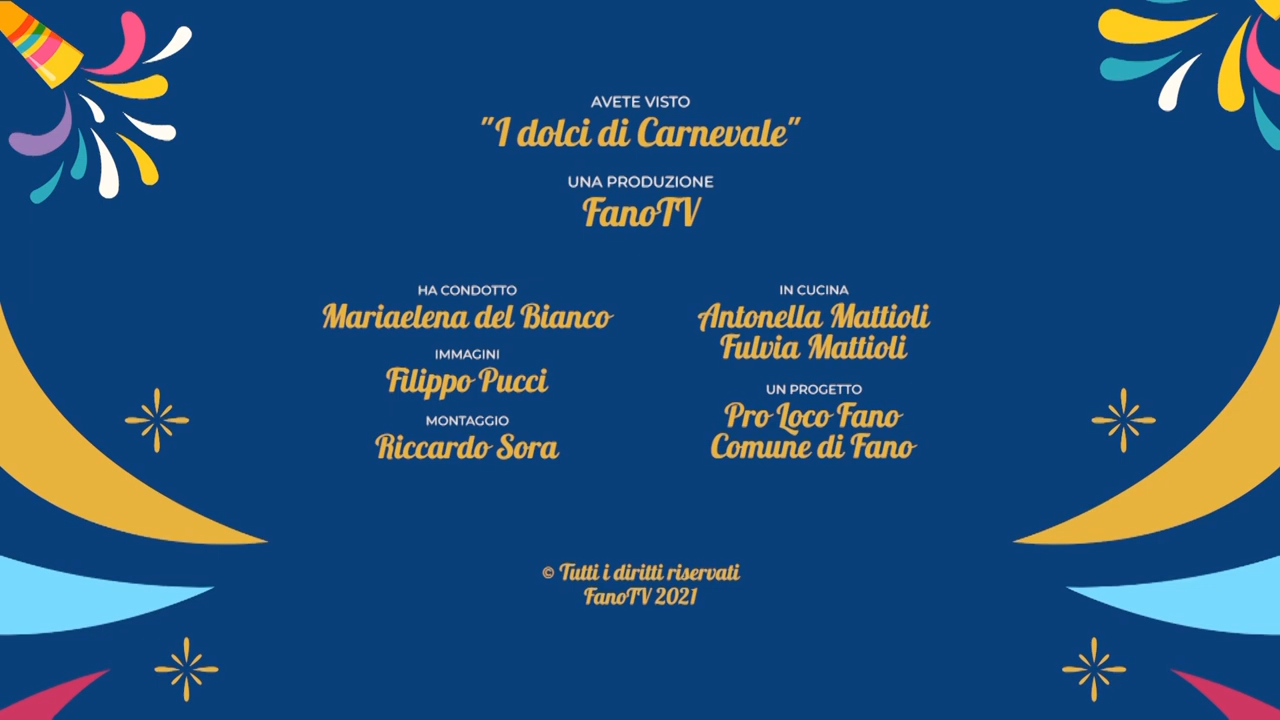 AVETE VISTO
"I dolci di Carnevale"
UNA PRODUZIONE
FanoTV
HA CONDOTTO
Mariaelena del Bianco
IMMAGINI
Filippo Pucci
MONTAGGIO
Riccardo Sora
IN CUCINA
Antonella Mattioli
Fulvia Mattioli
UN PROGETTO
Pro Loco Fano
Comune di Fano
© Tutti i diritti riservati
FanoTV 2021